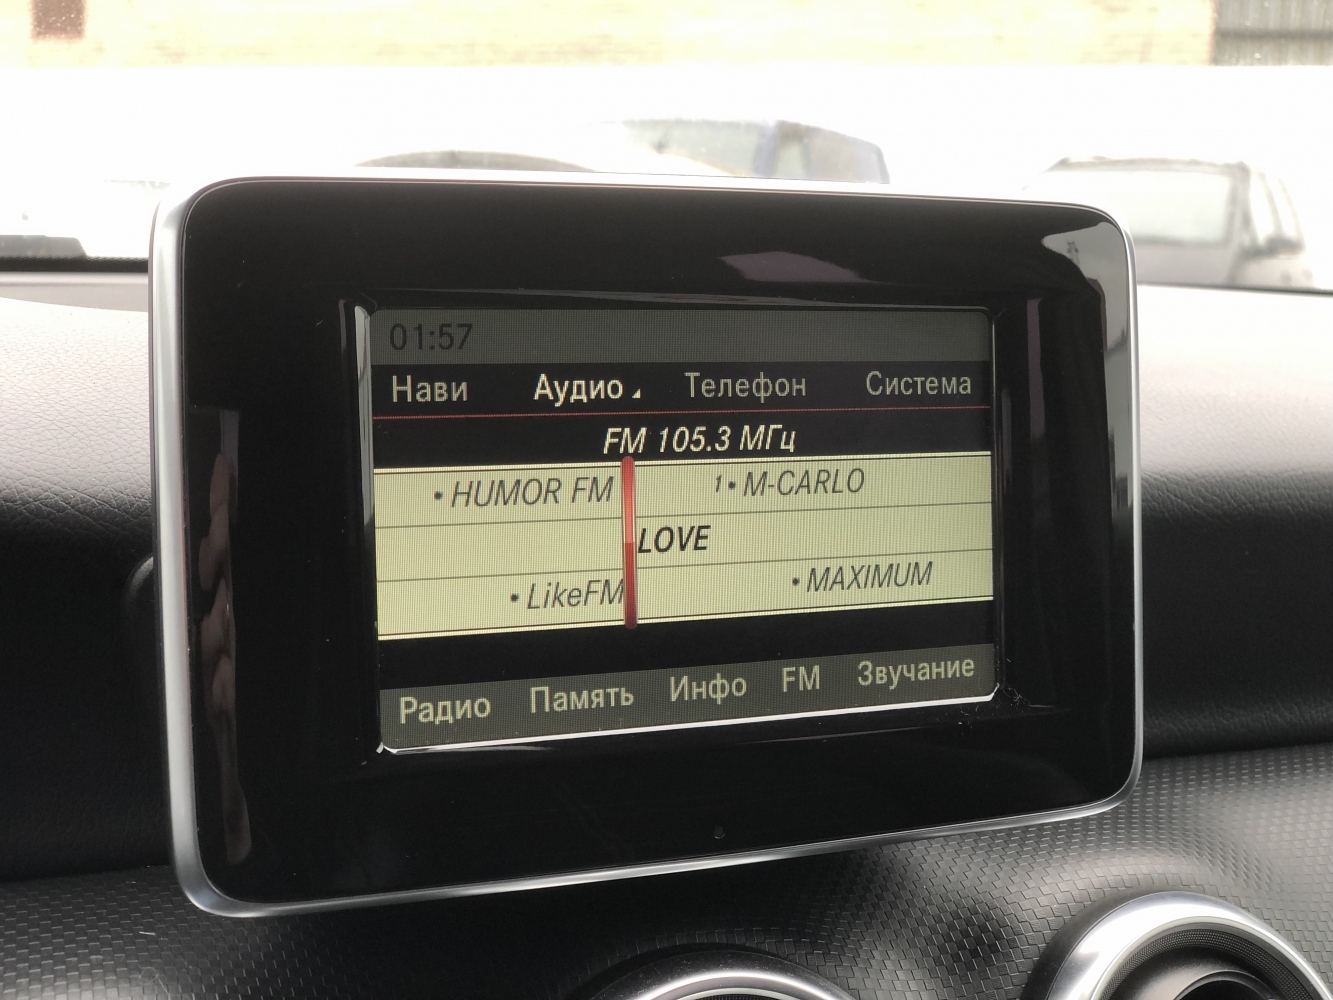 01:57
Нави Аудио Телефон Система
FM 105.3 МГц
• HUMOR FM 1• M-CARLO
LOVE
• LikeFM • MAXIMUM
Радио Память Инфо FM Звучание